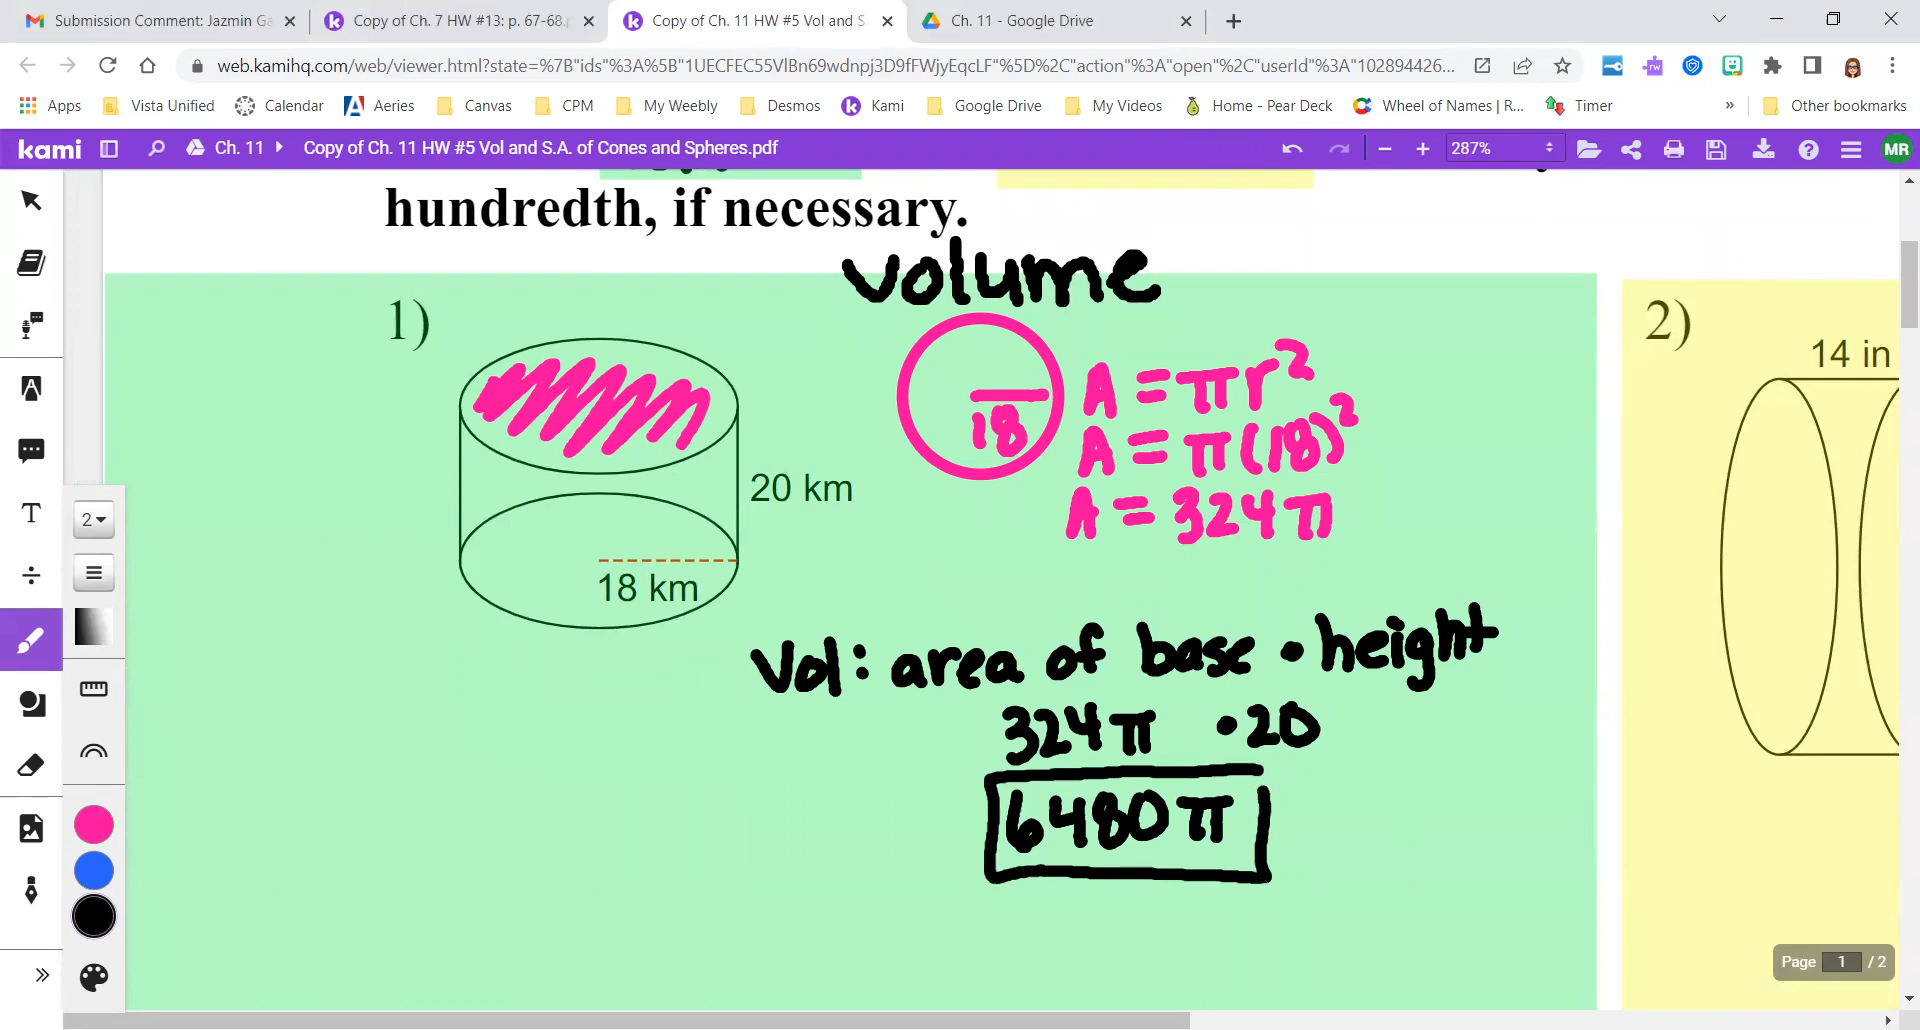 Submission Comment: Jazmin Ga
Copy of Ch. 7 HW #13: p. 67-68.
Copy of Ch. 11 HW #5 Vol and S
Ch. 11 - Google Drive
web.kamihq.com/web/viewer.html?state=%7B"ids"%3A%5B"1UECFEC55VlBn69wdnpj3D9fFWjyEqcLF"%5D%2C"action"%3A"open"%2C"userId"%3A"102894426...
Apps
Vista Unified
Calendar
Aeries
Canvas
CPM
My Weebly
Desmos
Kami
Google Drive
My Videos
Home - Pear Deck
Wheel of Names | R...
Timer
»
Other bookmarks
kami
Ch. 11
Copy of Ch. 11 HW #5 Vol and S.A. of Cones and Spheres.pdf
287%
MR
hundredth, if necessary.
volume
1)
2)
14 in
18
A = πr²
A = π(18)²
A = 324π
20 km
18 km
Vol: area of base • height
324π • 20
6480π
2
Page 1 / 2